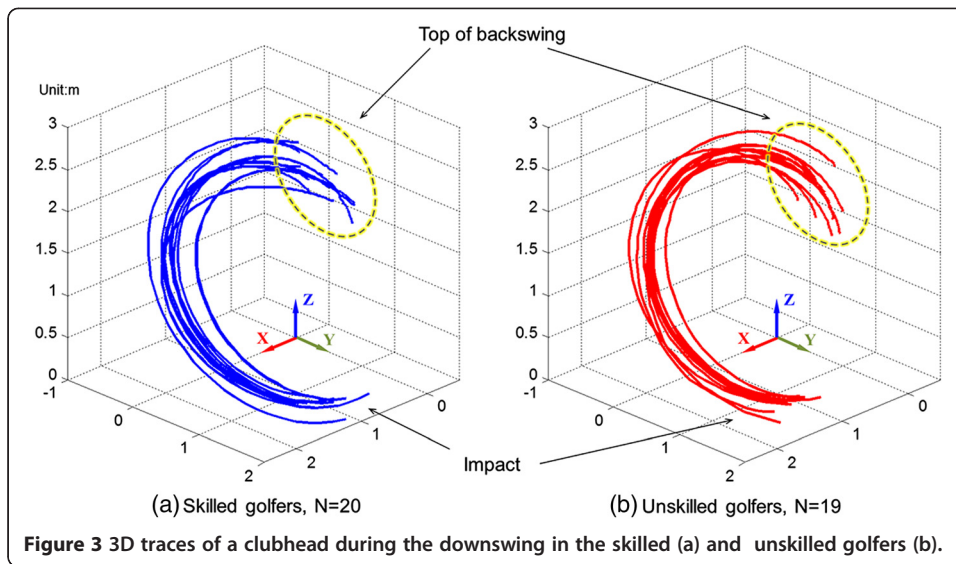 Top of backswing
Unit:m
3
2.5
2
1.5
1
0.5
0
-1
0
1
2
2
1
0
X
Y
Z
3
2.5
2
1.5
1
0.5
0
-1
0
1
2
2
1
0
X
Y
Z
Impact
(a) Skilled golfers, N=20
(b) Unskilled golfers, N=19
Figure 3 3D traces of a clubhead during the downswing in the skilled (a) and unskilled golfers (b).